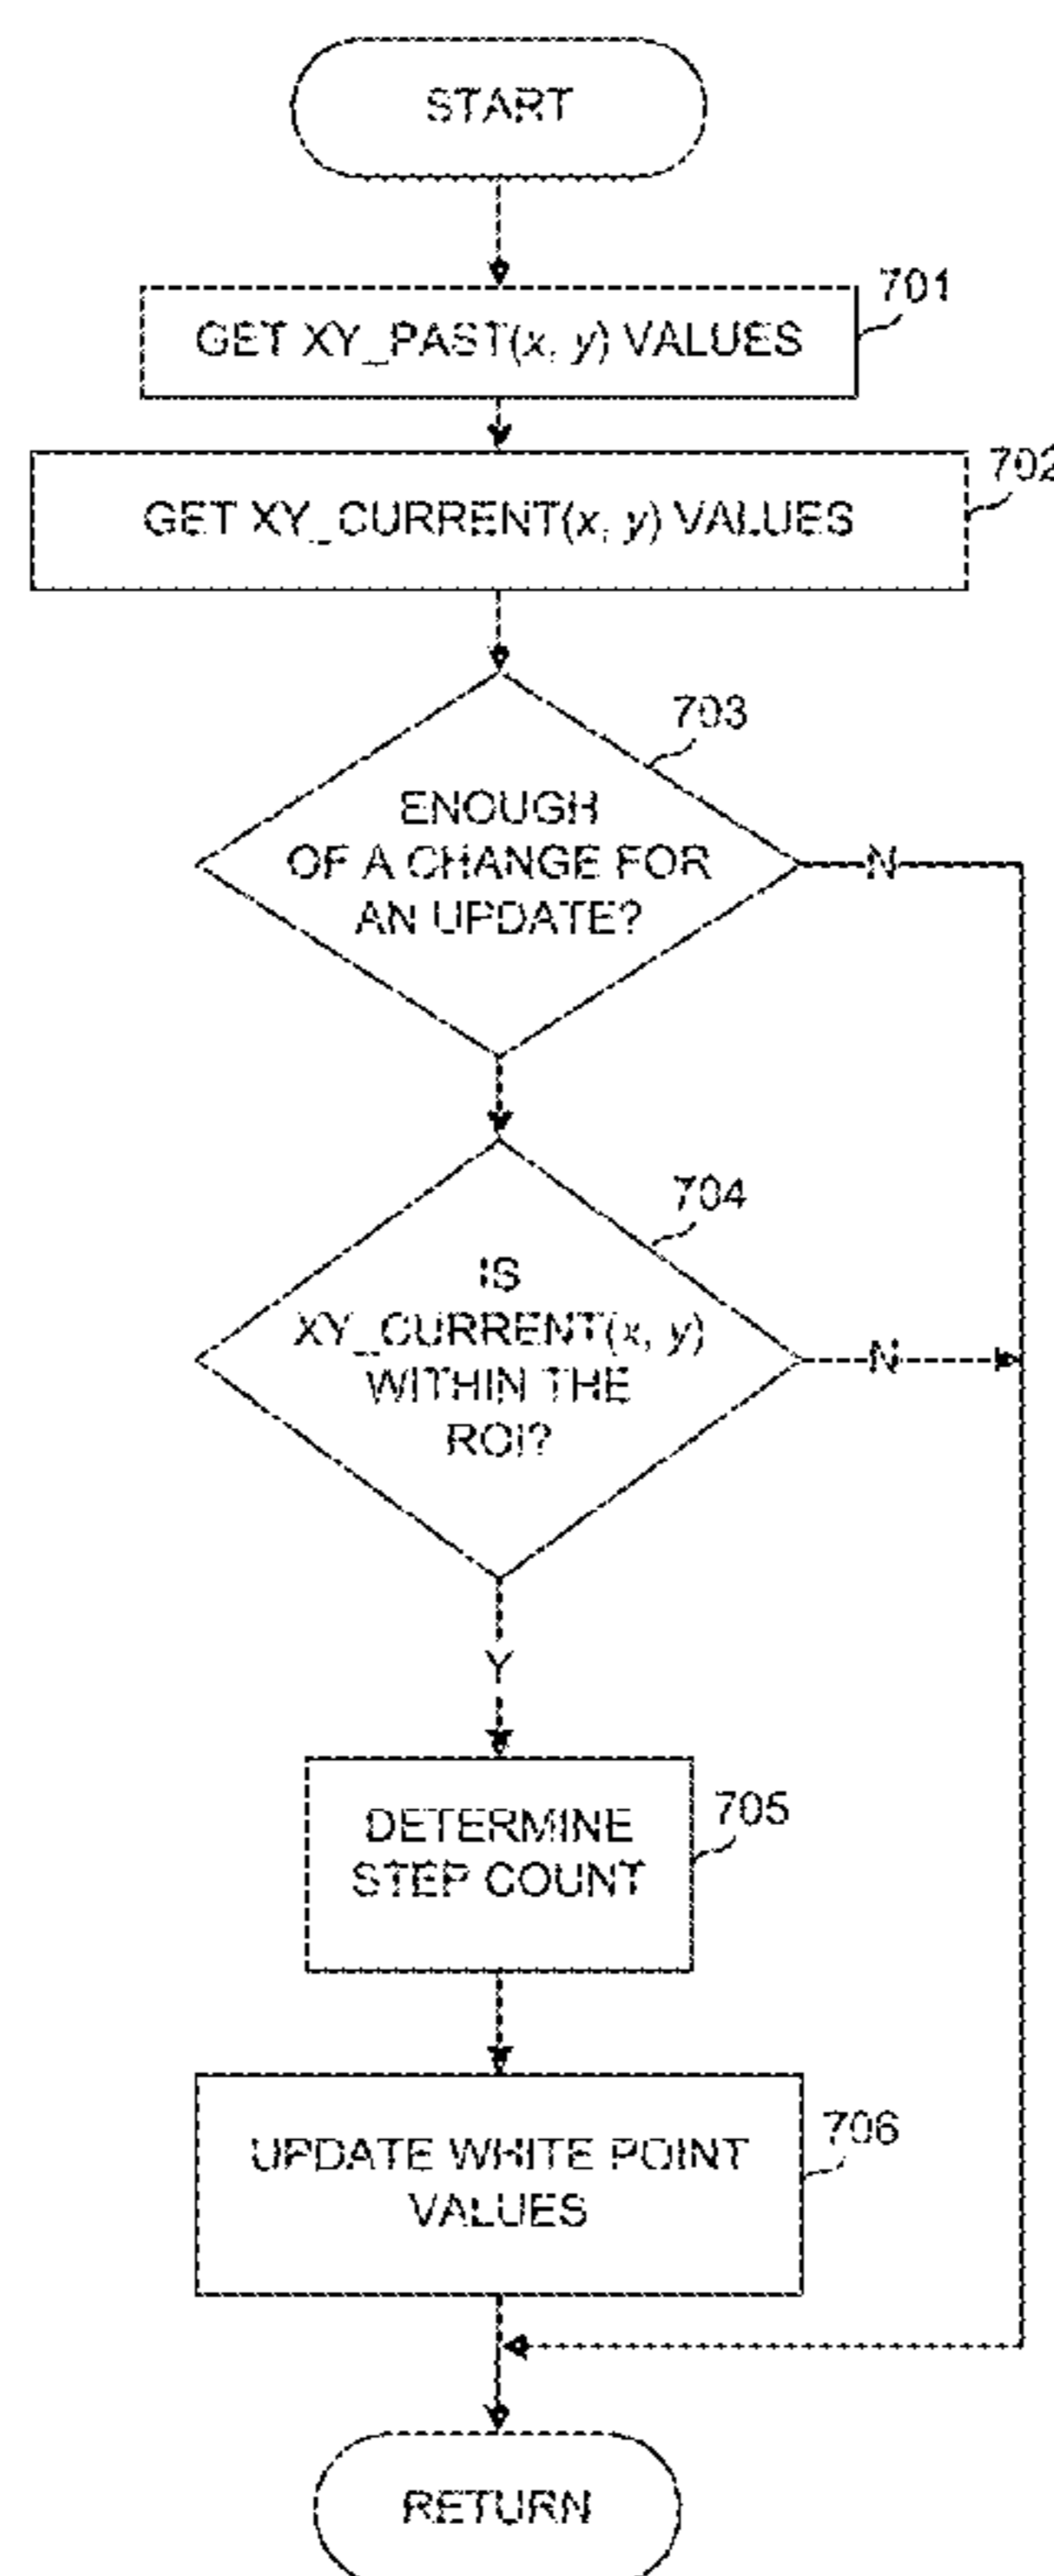 START
701
GET XY_PAST(x, y) VALUES
702
GET XY_CURRENT(x, y) VALUES
703
ENOUGH
OF A CHANGE FOR
AN UPDATE?
N
704
IS
XY_CURRENT(x, y)
WITHIN THE
ROI?
N
Y
705
DETERMINE
STEP COUNT
706
UPDATE WHITE POINT
VALUES
RETURN